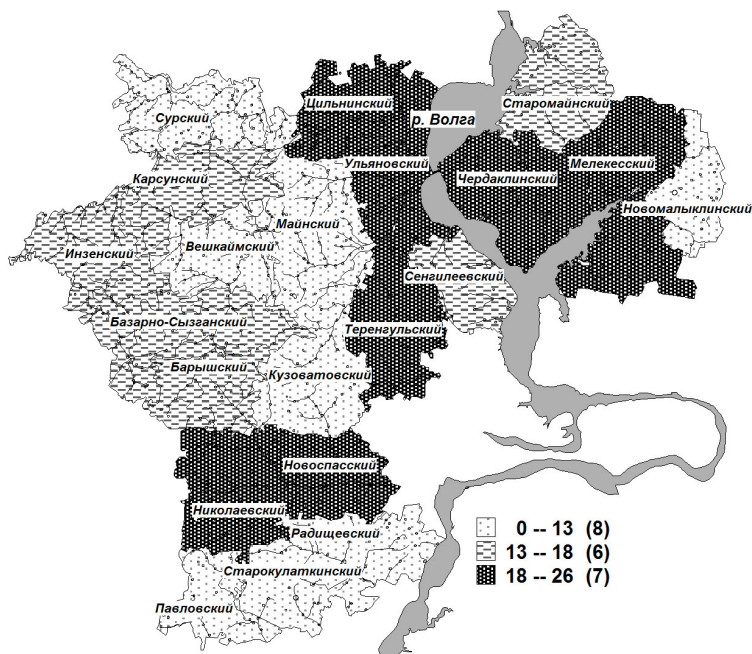 Цильнинский
Старомайнский
Сурский
р. Волга
Ульяновский
Мелекесский
Карсунский
Чердаклинский
Новомалыклинский
Майнский
Вешкаймский
Инзенский
Сенгилеевский
Базарно-Сызганский
Теренгульский
Барышский
Кузоватовский
Новоспасский
Николаевский
Радищевский
Старокулаткинский
Павловский
0 -- 13 (8)
13 -- 18 (6)
18 -- 26 (7)